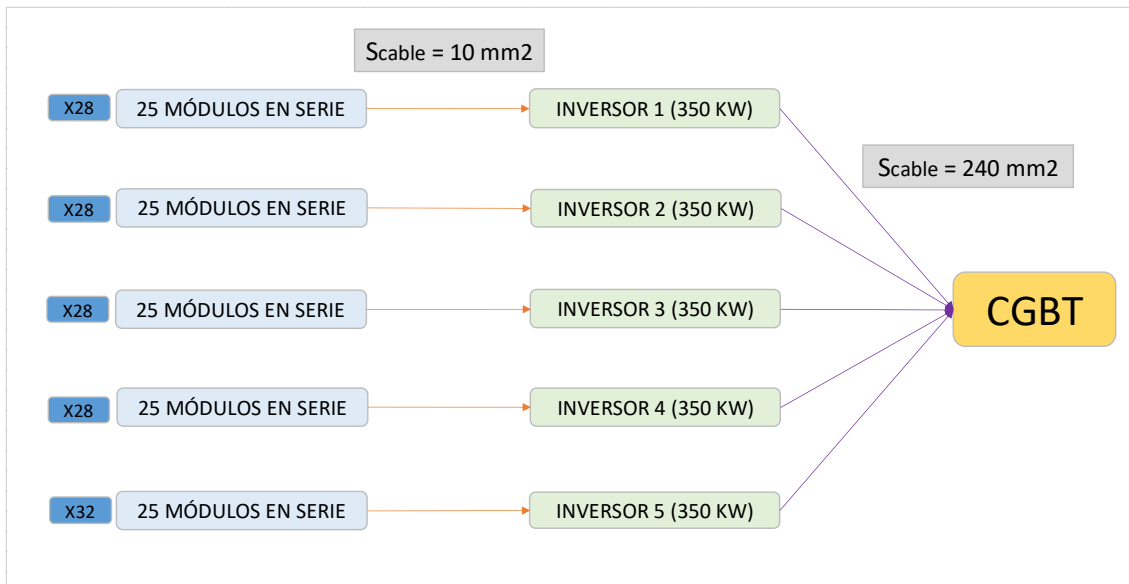 Scable = 10 mm2
X28 25 MÓDULOS EN SERIE INVERSOR 1 (350 KW)
Scable = 240 mm2
X28 25 MÓDULOS EN SERIE INVERSOR 2 (350 KW)
X28 25 MÓDULOS EN SERIE INVERSOR 3 (350 KW)
CGBT
X28 25 MÓDULOS EN SERIE INVERSOR 4 (350 KW)
X32 25 MÓDULOS EN SERIE INVERSOR 5 (350 KW)